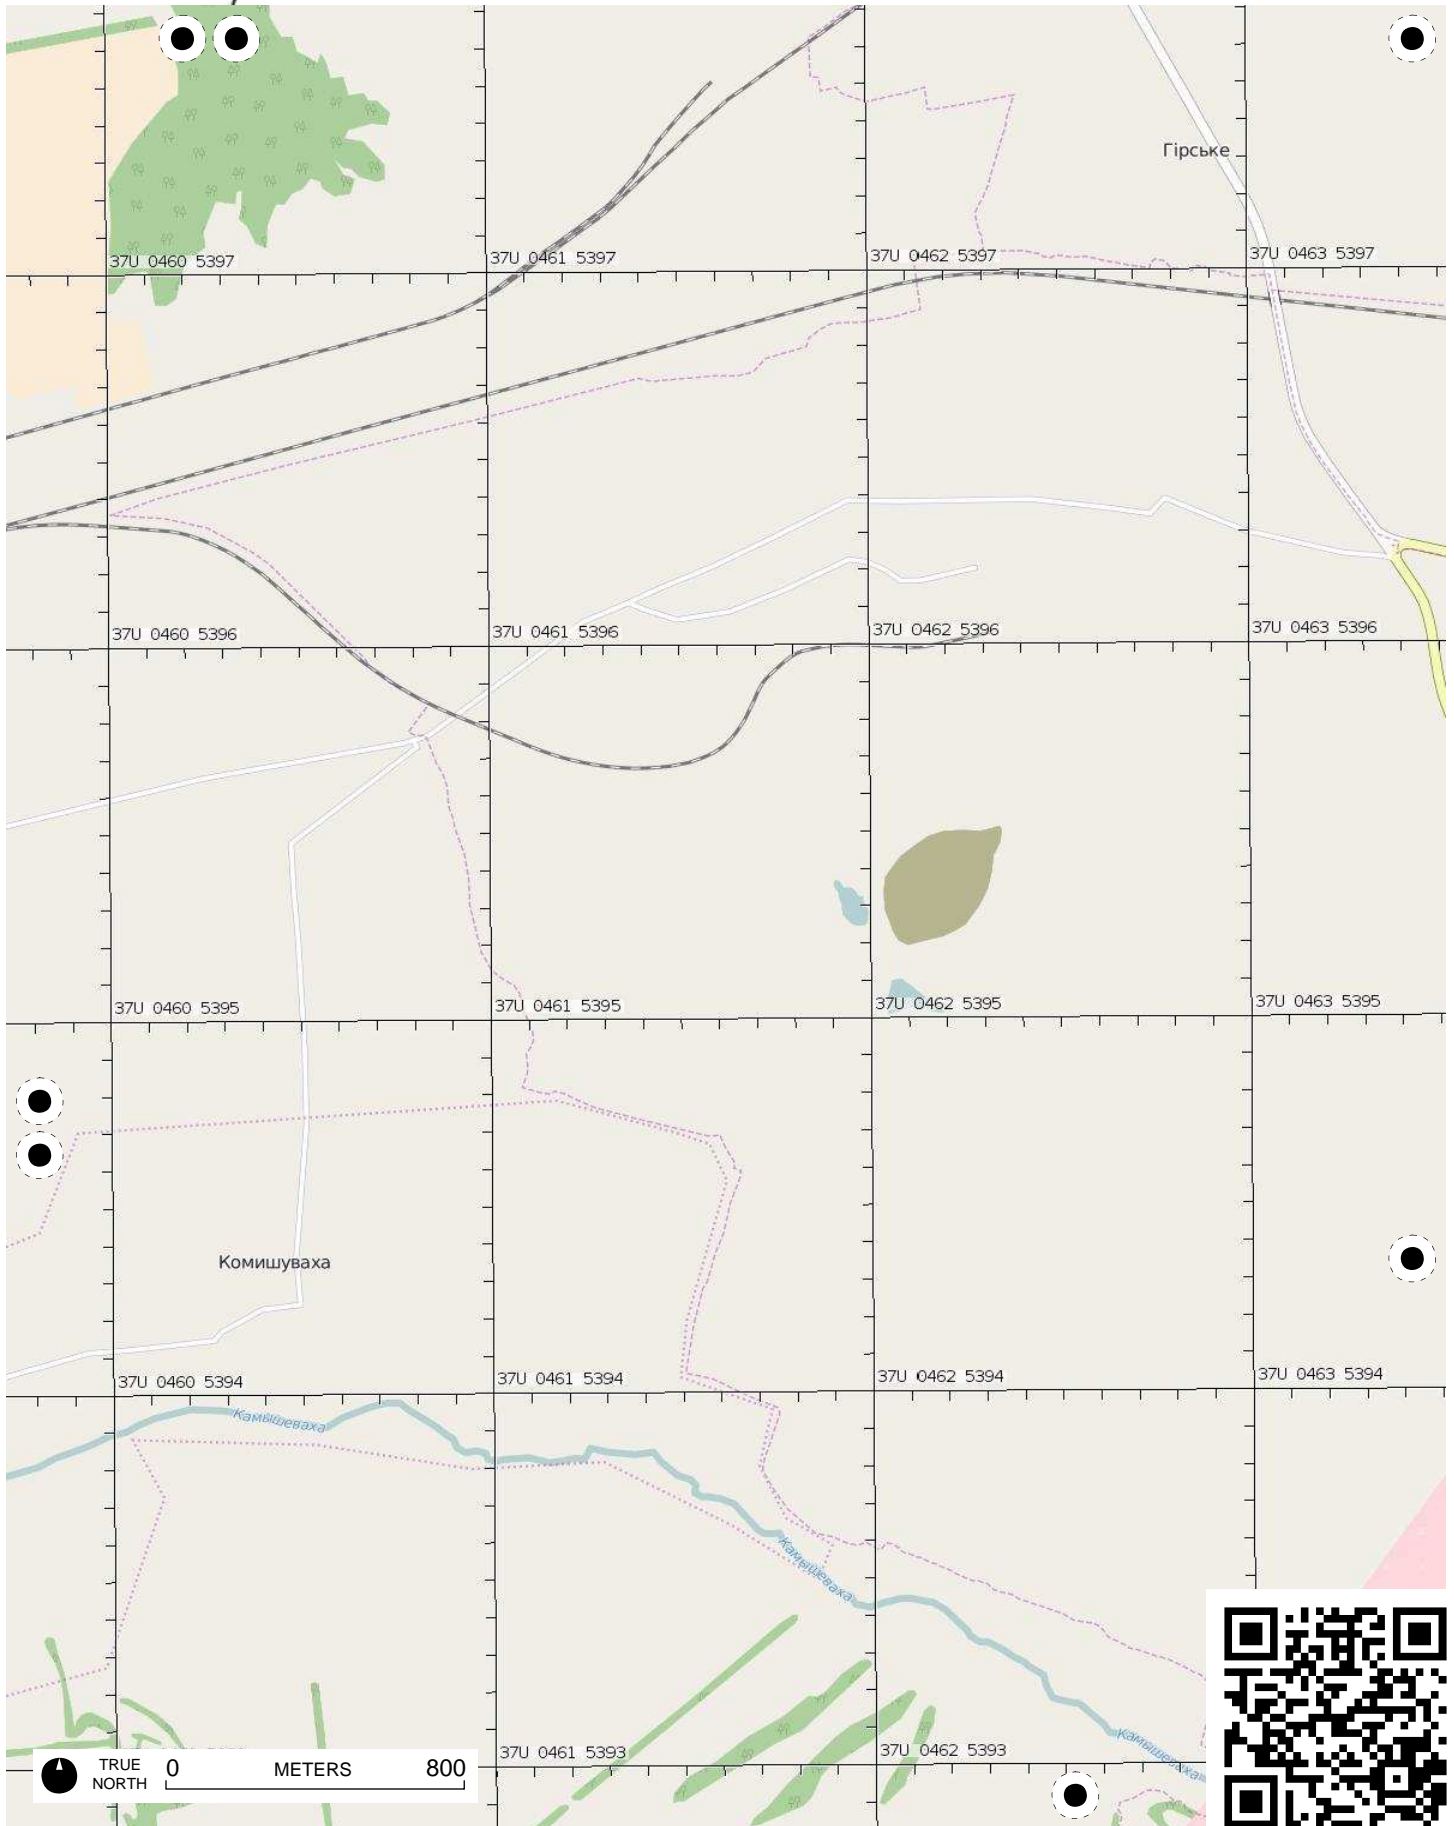 Гірське
37U 0460 5397
37U 0461 5397
37U 0462 5397
37U 0463 5397
37U 0460 5396
37U 0461 5396
37U 0462 5396
37U 0463 5396
37U 0460 5395
37U 0461 5395
37U 0462 5395
37U 0463 5395
Комишуваха
37U 0460 5394
37U 0461 5394
37U 0462 5394
37U 0463 5394
Камышеваха
Камышеваха
Камышеваха
37U 0461 5393
37U 0462 5393
TRUE NORTH
0 METERS 800